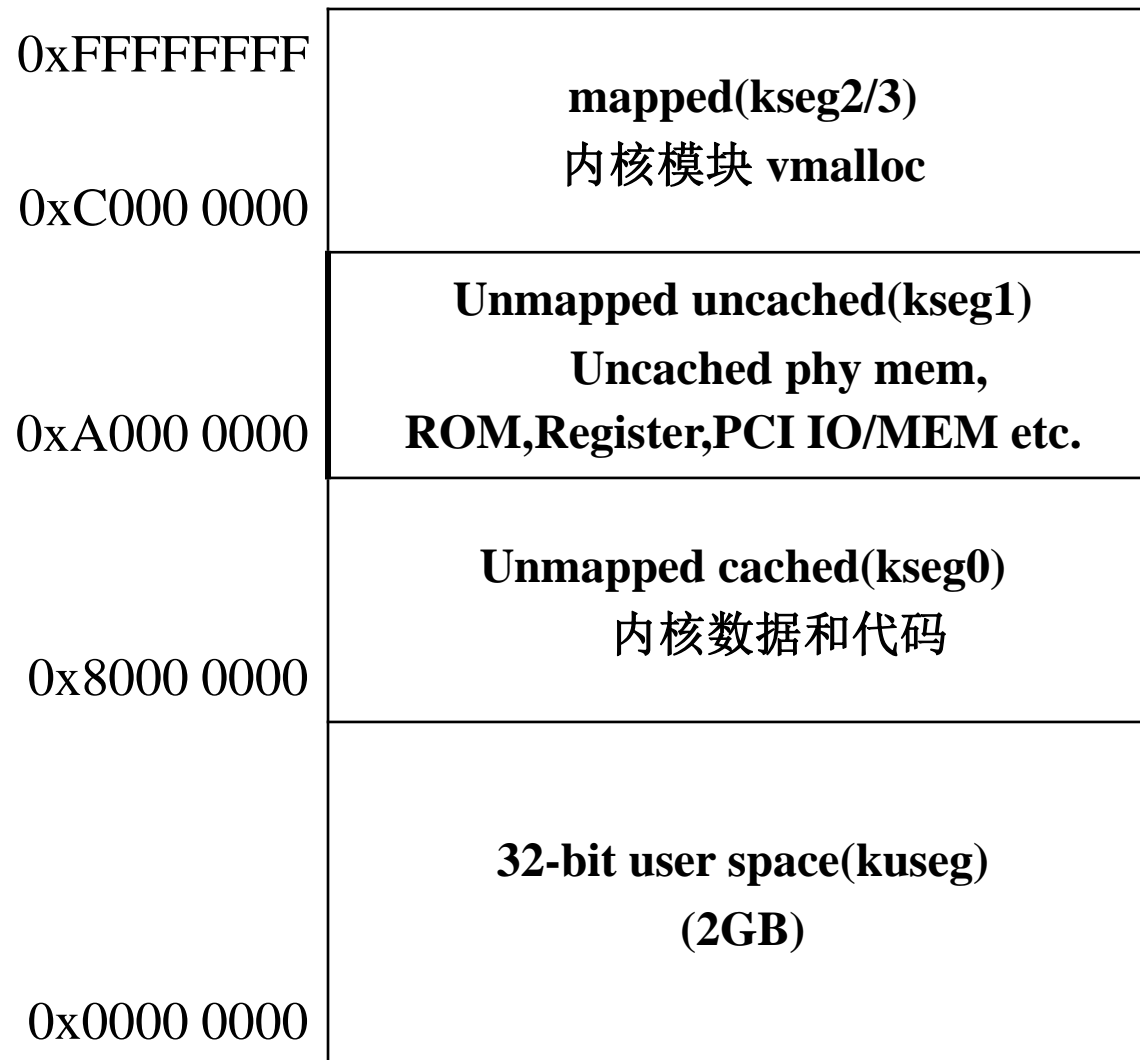 0xFFFFFFFF
mapped(kseg2/3)
内核模块 vmalloc
0xC000 0000
Unmapped uncached(kseg1)
Uncached phy mem,
ROM,Register,PCI IO/MEM etc.
0xA000 0000
Unmapped cached(kseg0)
内核数据和代码
0x8000 0000
32-bit user space(kuseg)
(2GB)
0x0000 0000